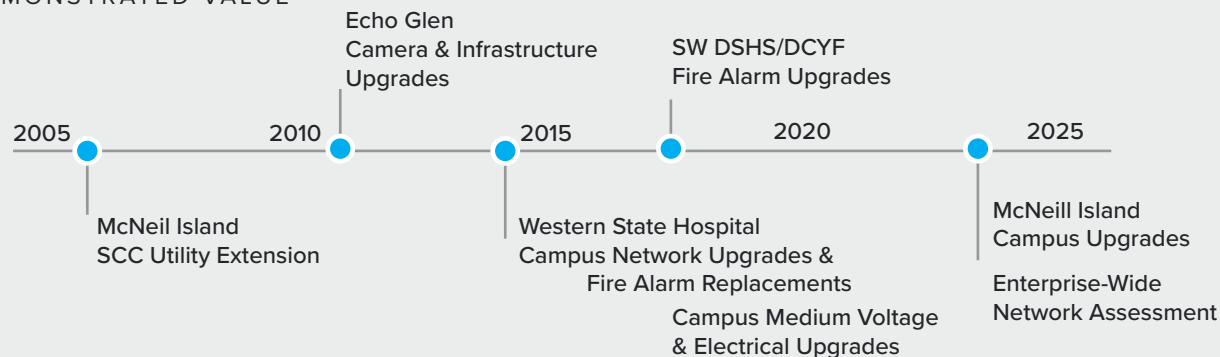 MONSTRATED VALUE
Echo Glen
Camera & Infrastructure
Upgrades
SW DSHS/DCYF
Fire Alarm Upgrades
2005
2010
2015
2020
2025
McNeil Island
SCC Utility Extension
Western State Hospital
Campus Network Upgrades &
Fire Alarm Replacements
Campus Medium Voltage
& Electrical Upgrades
McNeill Island
Campus Upgrades
Enterprise-Wide
Network Assessment